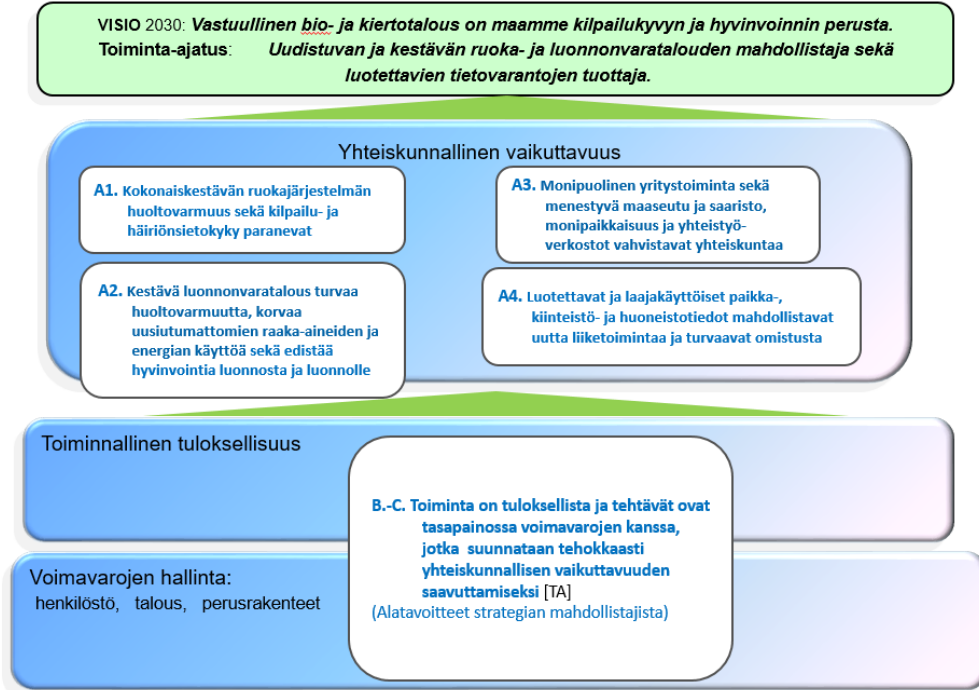 VISIO 2030: Vastuullinen bio- ja kiertotalous on maamme kilpailukyvyn ja hyvinvoinnin perusta.
Toiminta-ajatus: Uudistuvan ja kestävän ruoka- ja luonnonvaratalouden mahdollistaja sekä
luotettavien tietovarantojen tuottaja.
Yhteiskunnallinen vaikuttavuus
A1. Kokonaiskestävän ruokajärjestelmän
huoltovarmuus sekä kilpailu- ja
häiriönsietokyky paranevat
A2. Kestävä luonnonvaratalous turvaa
huoltovarmuutta, korvaa
uusiutumattomien raaka-aineiden ja
energian käyttöä sekä edistää
hyvinvointia luonnosta ja luonnolle
A3. Monipuolinen yritystoiminta sekä
menestyvä maaseutu ja saaristo,
monipaikkaisuus ja yhteistyö-
verkostot vahvistavat yhteiskuntaa
A4. Luotettavat ja laajakäyttöiset paikka-,
kiinteistö- ja huoneistotiedot mahdollistavat
uutta liiketoimintaa ja turvaavat omistusta
Toiminnallinen tuloksellisuus
Voimavarojen hallinta:
henkilöstö, talous, perusrakenteet
B.-C. Toiminta on tuloksellista ja tehtävät ovat
tasapainossa voimavarojen kanssa,
jotka suunnataan tehokkaasti
yhteiskunnallisen vaikuttavuuden
saavuttamiseksi [TA]
(Alatavoitteet strategian mahdollistajista)